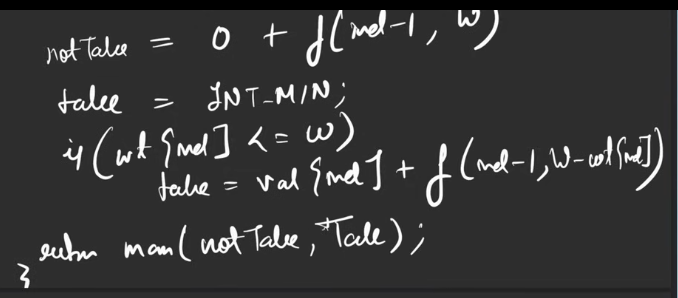 notTake = 0 + f(ind-1, W)
take = INT_MIN;
if(wt[ind] <= W)
take = val[ind] + f(ind-1, W-wt[ind])
return max(notTake, Take);
}